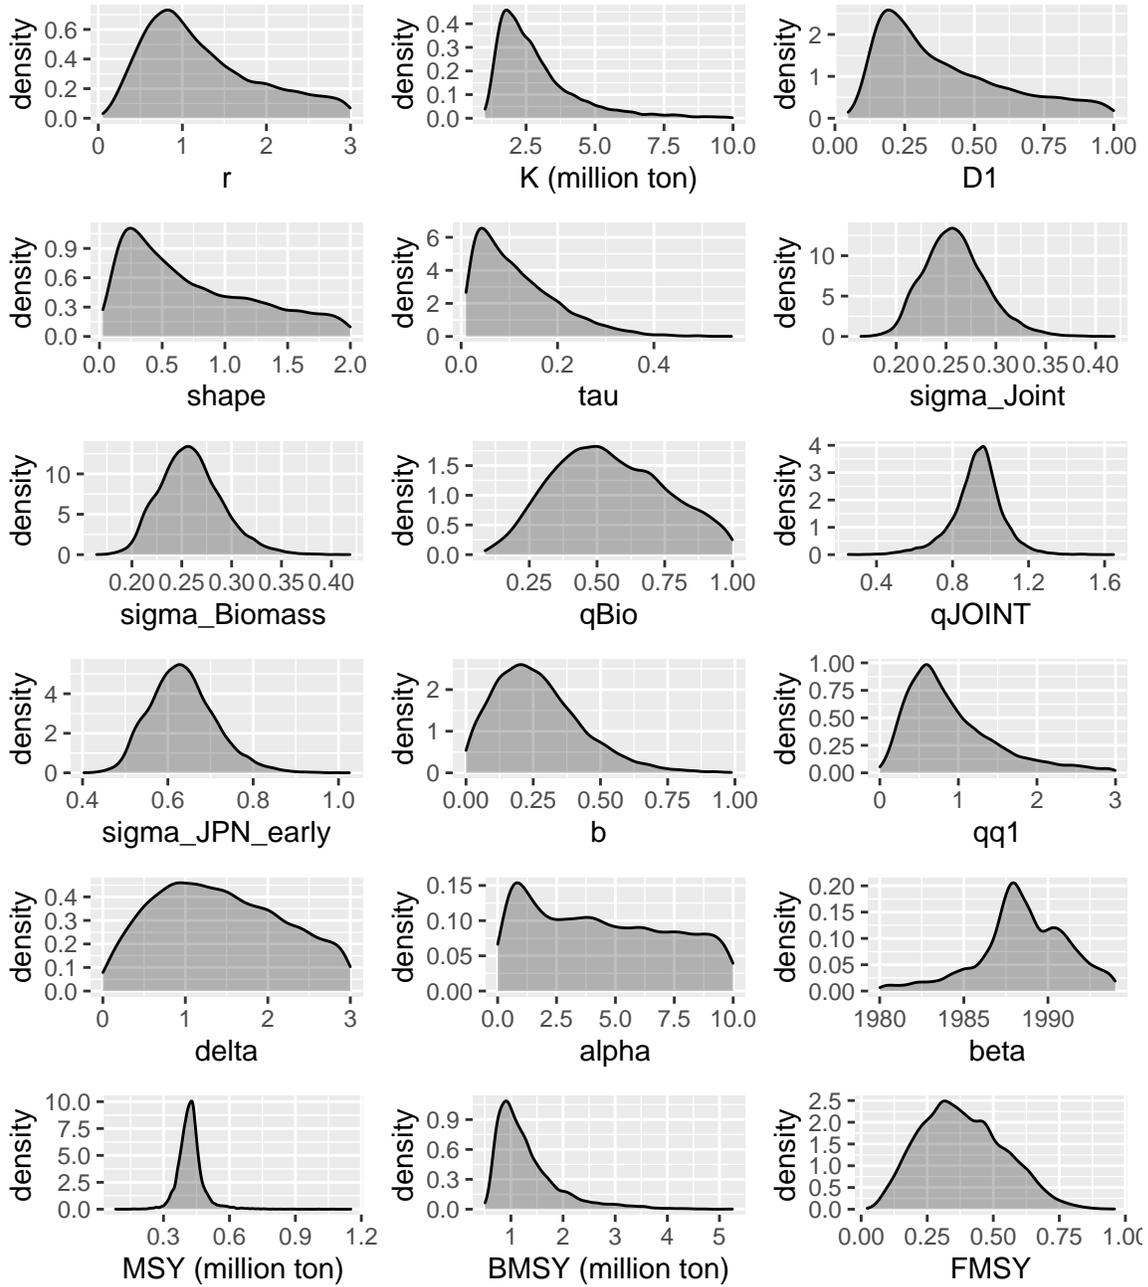 density
0.6
0.4
0.2
0.0
0 1 2 3
r
density
0.4
0.3
0.2
0.1
0.0
2.5 5.0 7.5 10.0
K (million ton)
density
2
1
0
0.00 0.25 0.50 0.75 1.00
D1
density
0.9
0.6
0.3
0.0
0.0 0.5 1.0 1.5 2.0
shape
density
6
4
2
0
0.0 0.2 0.4
tau
density
10
5
0
0.20 0.25 0.30 0.35 0.40
sigma_Joint
density
10
5
0
0.20 0.25 0.30 0.35 0.40
sigma_Biomass
density
1.5
1.0
0.5
0.0
0.25 0.50 0.75 1.00
qBio
density
4
3
2
1
0
0.4 0.8 1.2 1.6
qJOINT
density
4
2
0
0.4 0.6 0.8 1.0
sigma_JPN_early
density
2
1
0
0.00 0.25 0.50 0.75 1.00
b
density
1.00
0.75
0.50
0.25
0.00
0 1 2 3
qq1
density
0.4
0.3
0.2
0.1
0.0
0 1 2 3
delta
density
0.15
0.10
0.05
0.00
0.0 2.5 5.0 7.5 10.0
alpha
density
0.20
0.15
0.10
0.05
0.00
1980 1985 1990
beta
density
10.0
7.5
5.0
2.5
0.0
0.3 0.6 0.9 1.2
MSY (million ton)
density
0.9
0.6
0.3
0.0
1 2 3 4 5
BMSY (million ton)
density
2.5
2.0
1.5
1.0
0.5
0.0
0.00 0.25 0.50 0.75 1.00
FMSY